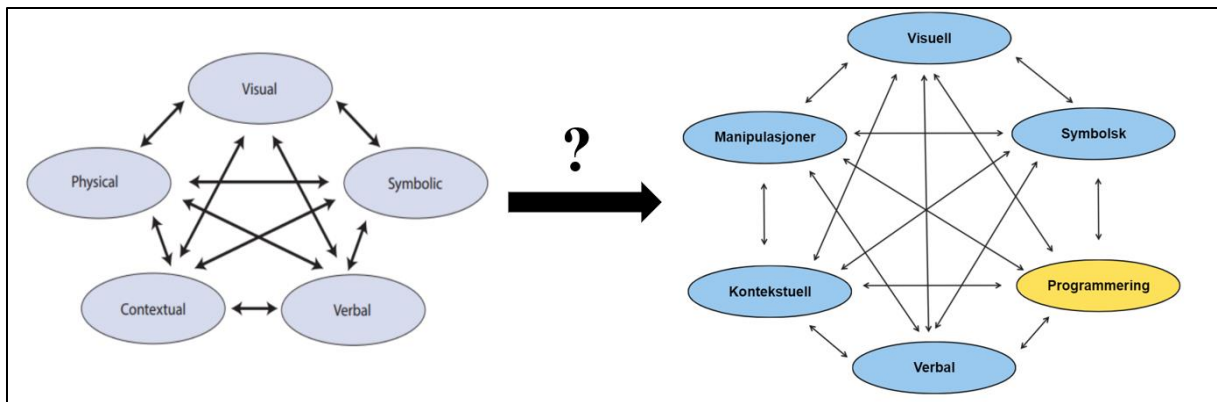 Visual
Physical
Symbolic
Contextual
Verbal
?
Visuell
Manipulasjoner
Symbolsk
Kontekstuell
Programmering
Verbal